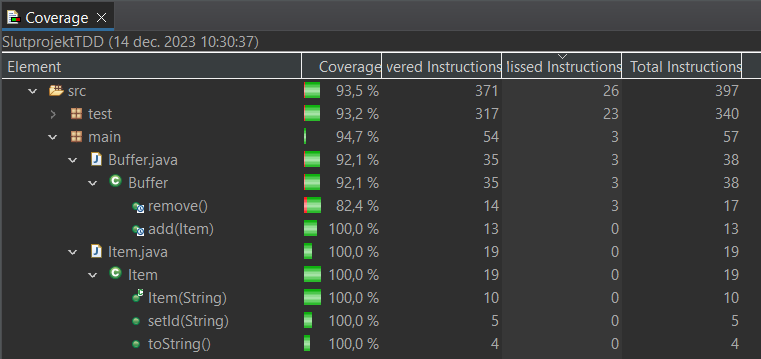 Coverage
SlutprojektTDD (14 dec. 2023 10:30:37)
Element Coverage vered Instructions lissed Instructions Total Instructions
src 93,5 % 371 26 397
test 93,2 % 317 23 340
main 94,7 % 54 3 57
Buffer.java 92,1 % 35 3 38
Buffer 92,1 % 35 3 38
remove() 82,4 % 14 3 17
add(Item) 100,0 % 13 0 13
Item.java 100,0 % 19 0 19
Item 100,0 % 19 0 19
Item(String) 100,0 % 10 0 10
setId(String) 100,0 % 5 0 5
toString() 100,0 % 4 0 4